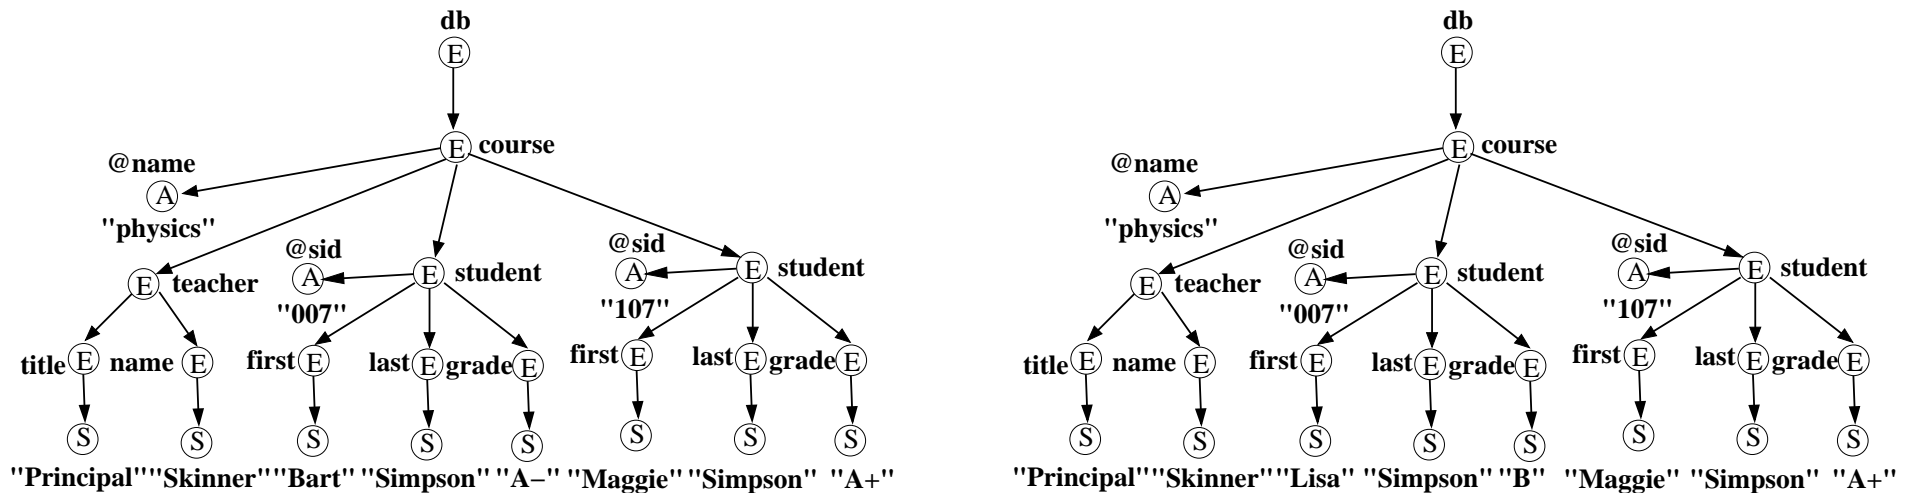 db db
E E
E course E course
@name @name
A A
"physics" "physics"
@sid @sid @sid @sid
A E student A E student A E student A E student
E teacher E teacher
"007" "107" "007" "107"
title E name E first E last E grade E first E last E grade E title E name E first E last E grade E first E last E grade E
S S S S S S S S S S S S S S S S
"Principal" "Skinner" "Bart" "Simpson" "A−" "Maggie" "Simpson" "A+" "Principal" "Skinner" "Lisa" "Simpson" "B" "Maggie" "Simpson" "A+"